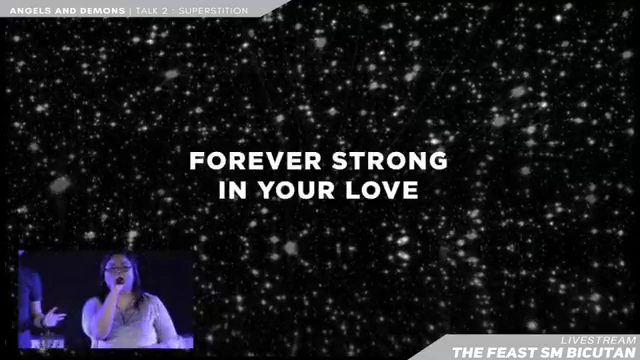 ANGELS AND DEMONS | TALK 2 - SUPERSTITION
FOREVER STRONG
IN YOUR LOVE
LIVESTREAM
THE FEAST SM BICUTAN